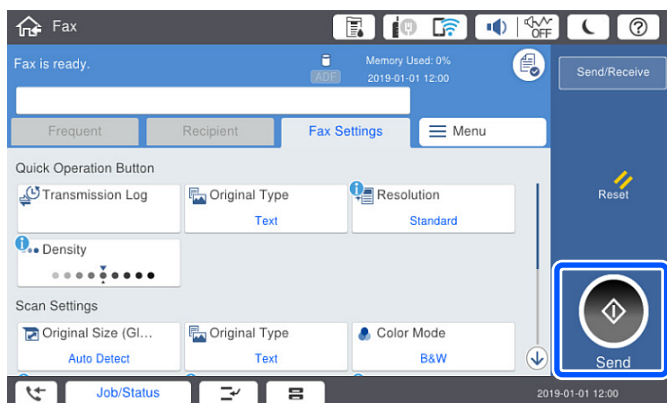 Fax
OFF
Fax is ready.
ADF
Memory Used: 0%
2019-01-01 12:00
Send/Receive
Frequent
Recipient
Fax Settings
Menu
Quick Operation Button
Transmission Log
Original Type
Text
Resolution
Standard
Reset
Density
Scan Settings
Original Size (Gl...
Auto Detect
Original Type
Text
Color Mode
B&W
Send
Job/Status
2019-01-01 12:00